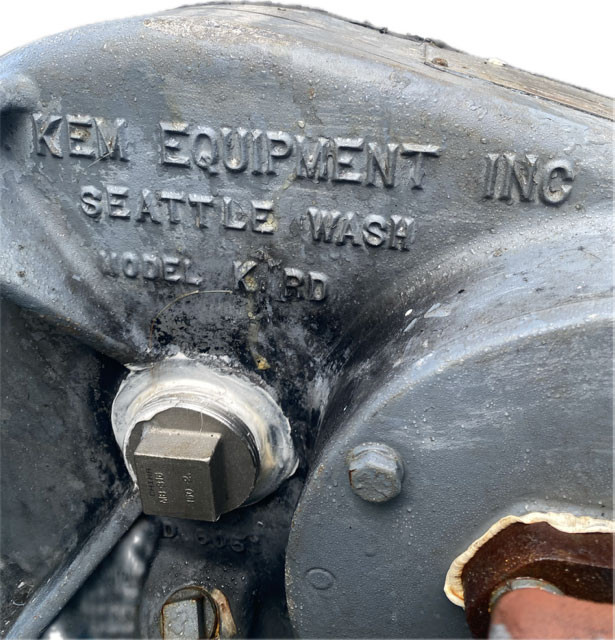 KEM EQUIPMENT INC
SEATTLE WASH
MODEL K RD